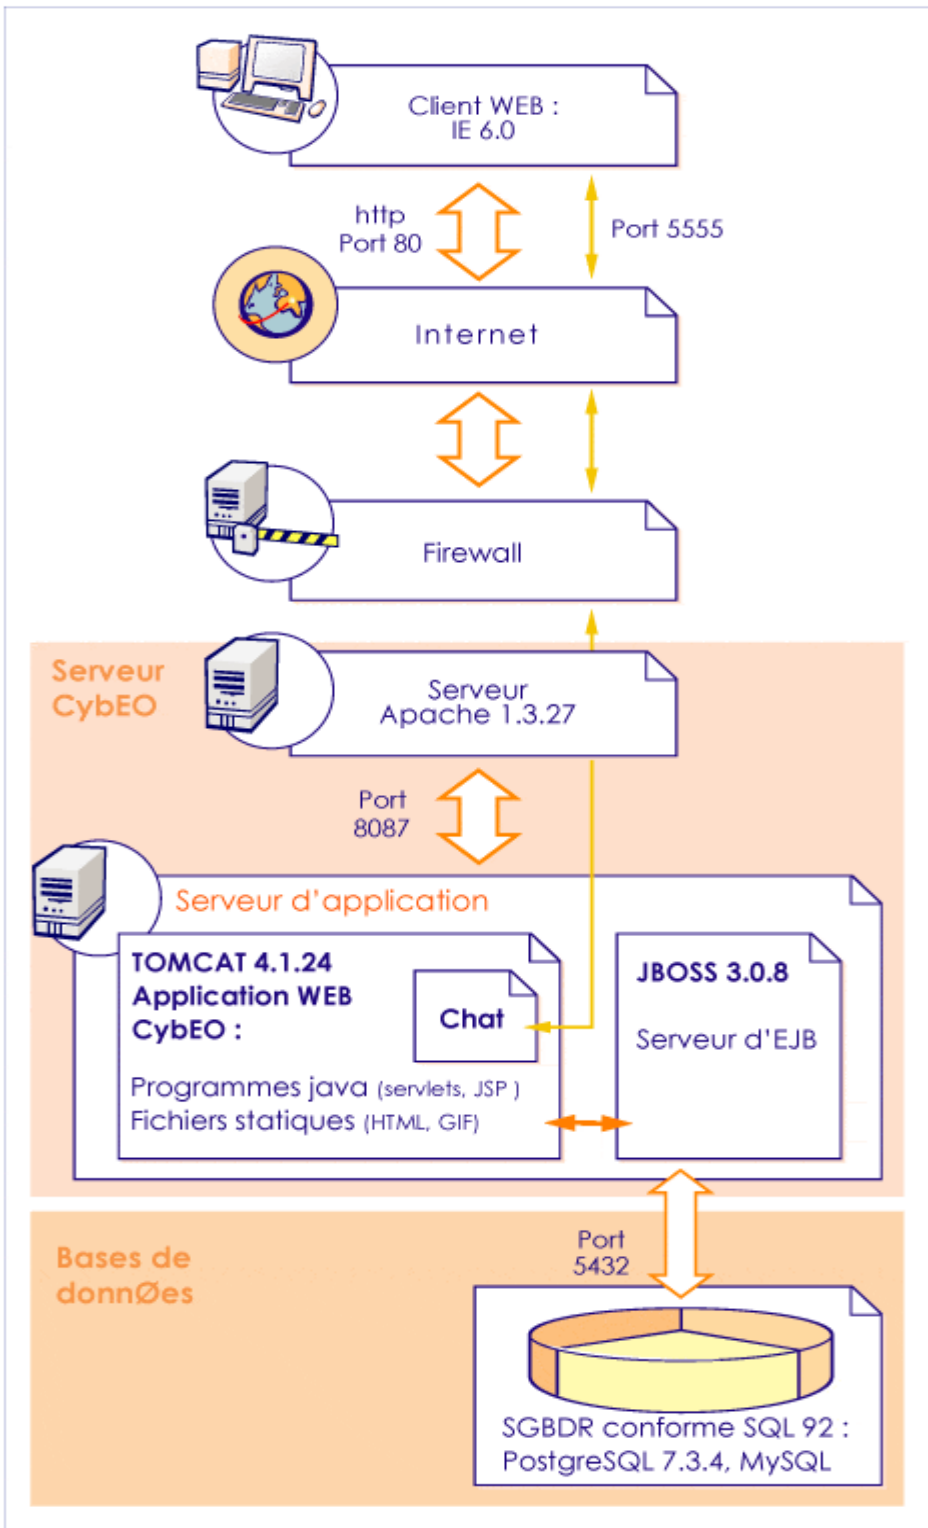 Client WEB :
IE 6.0
http
Port 80
Port 5555
Internet
Firewall
Serveur
CybEO
Serveur
Apache 1.3.27
Port
8087
Serveur d'application
TOMCAT 4.1.24
Application WEB
CybEO :
Chat
Programmes java (servlets, JSP )
Fichiers statiques (HTML, GIF)
JBOSS 3.0.8
Serveur d'EJB
Bases de
donnØes
Port
5432
SGBDR conforme SQL 92 :
PostgreSQL 7.3.4, MySQL